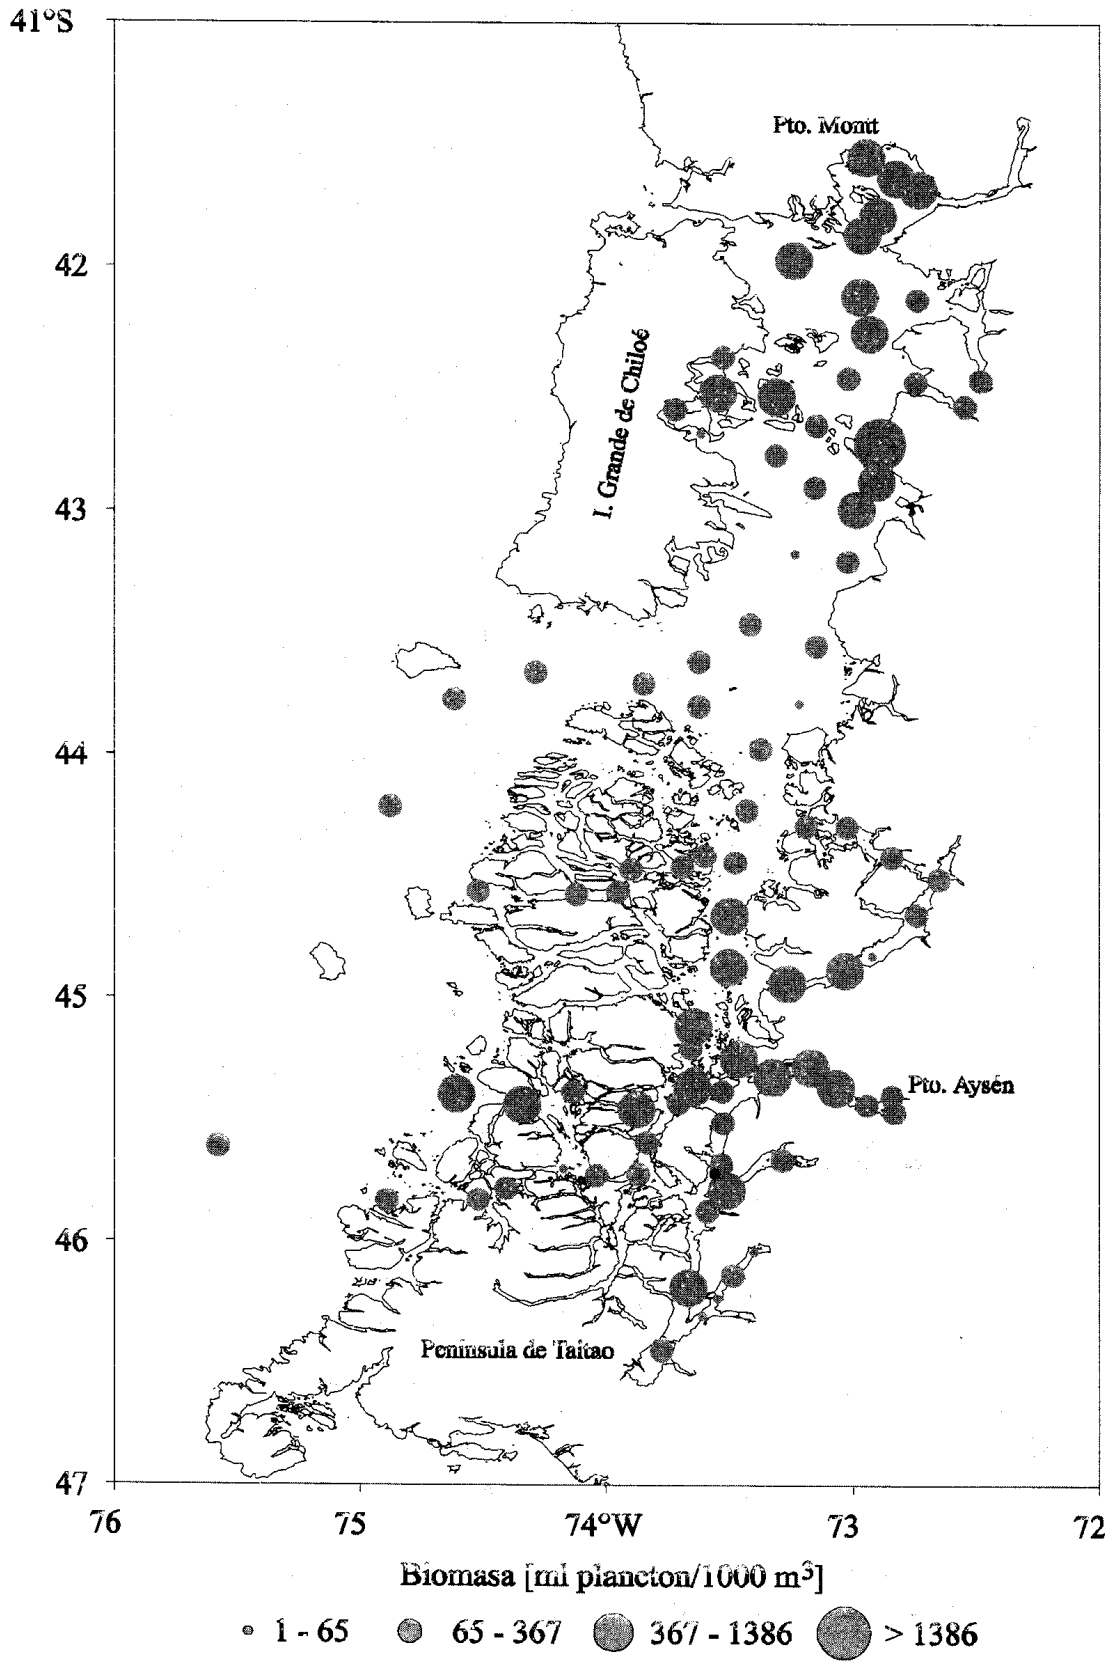 41°S
Pto. Montt
42
I. Grande de Chiloé
43
44
45
Pto. Aysén
46
Península de Taitao
47
76 75 74°W 73 72
Biomasa [ml plancton/1000 m³]
1 - 65 65 - 367 367 - 1386 > 1386